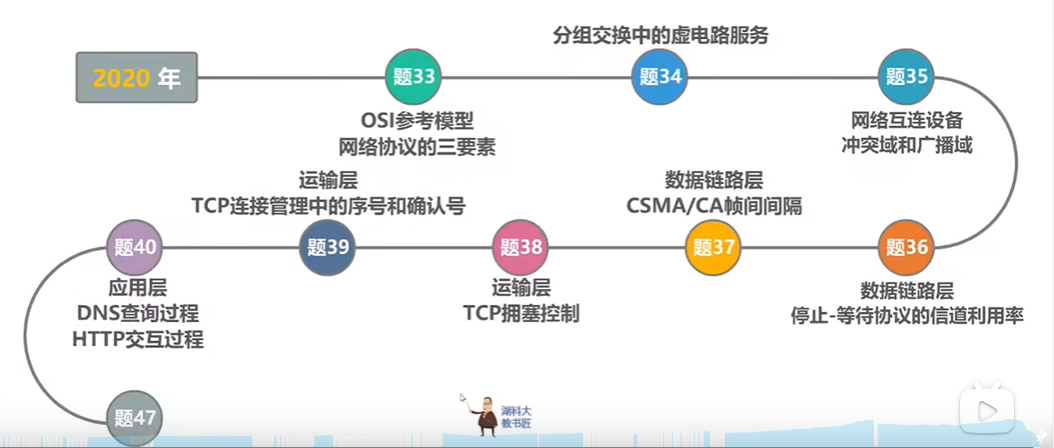 2020 年
题33
OSI参考模型
网络协议的三要素
分组交换中的虚电路服务
题34
题35
网络互连设备
冲突域和广播域
题36
数据链路层
停止-等待协议的信道利用率
数据链路层
CSMA/CA帧间间隔
题37
题38
运输层
TCP拥塞控制
运输层
TCP连接管理中的序号和确认号
题39
题40
应用层
DNS查询过程
HTTP交互过程
题47
湖科大
教书匠